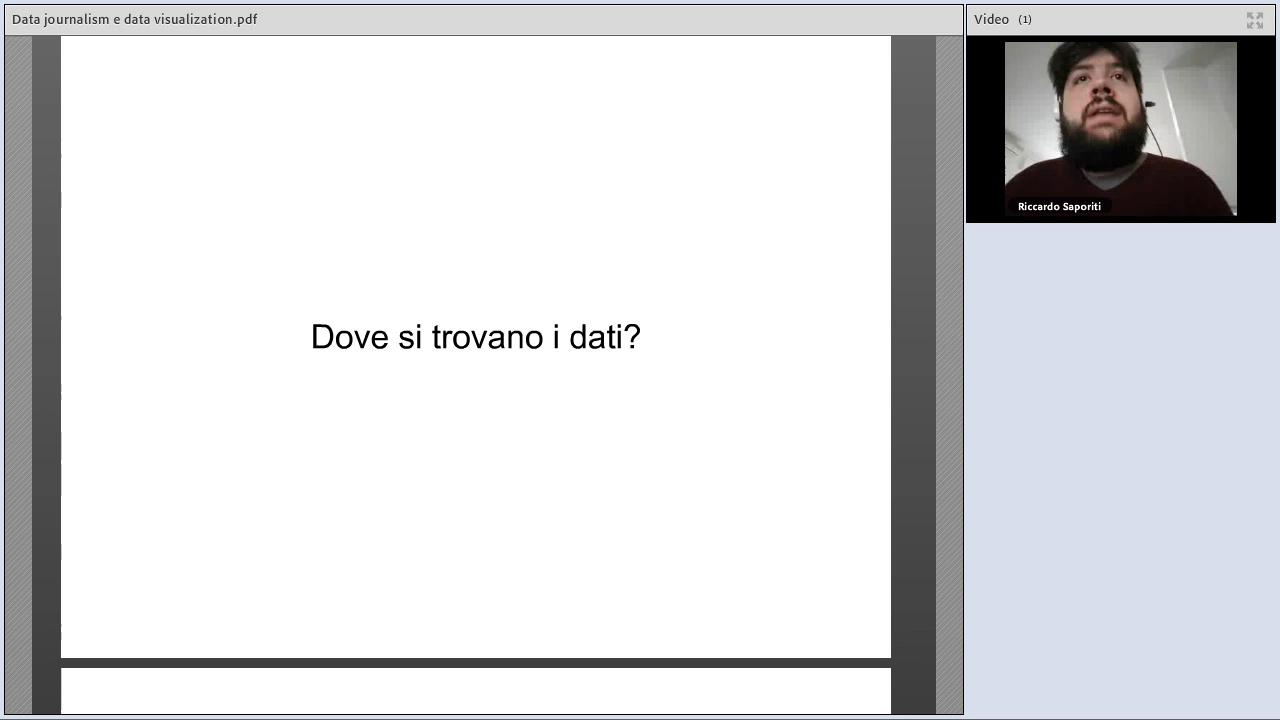 Data journalism e data visualization.pdf
Video (1)
Riccardo Saporiti
Dove si trovano i dati?